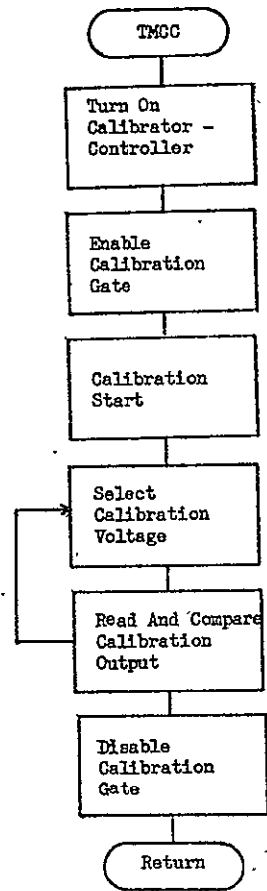 TMCC
Turn On
Calibrator -
Controller
Enable
Calibration
Gate
Calibration
Start
Select
Calibration
Voltage
Read And Compare
Calibration
Output
Disable
Calibration
Gate
Return